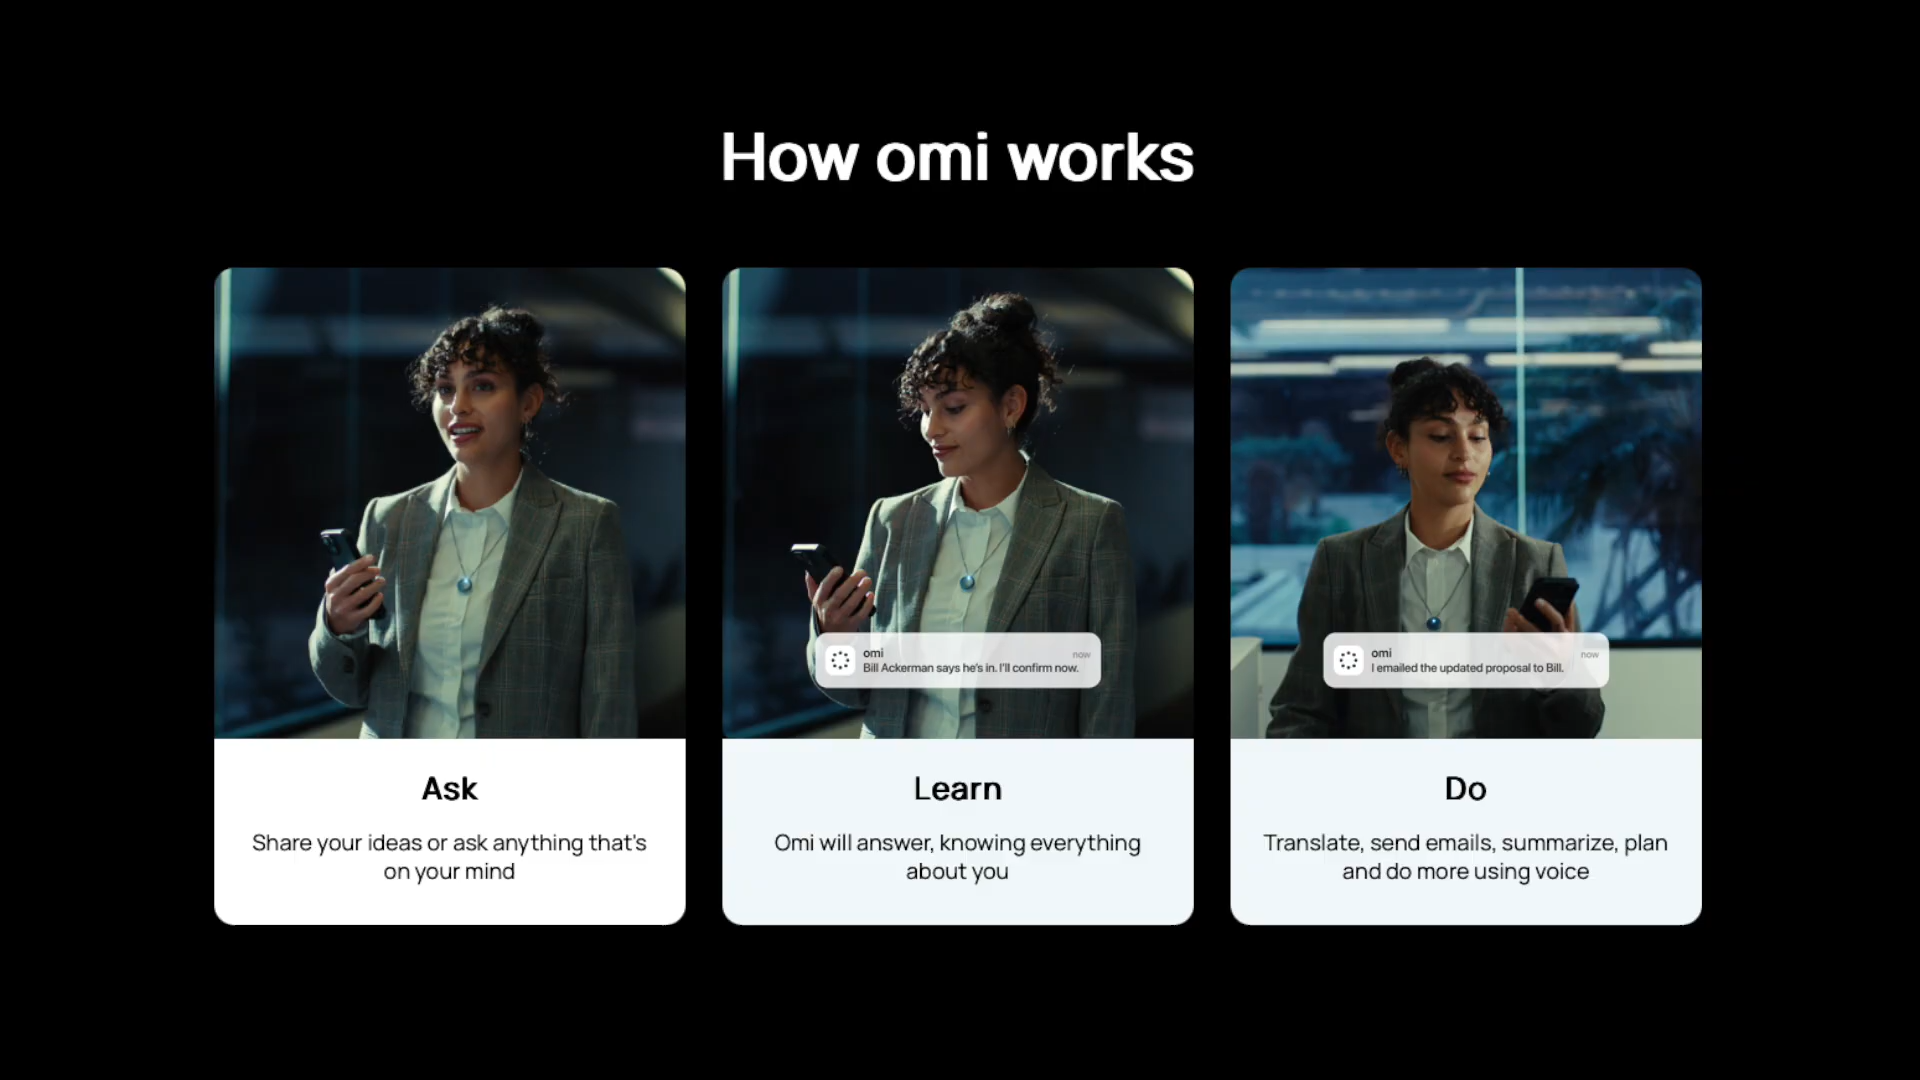 How omi works
omi
now
Bill Ackerman says he's in. I'll confirm now.
omi
now
I emailed the updated proposal to Bill.
Ask
Share your ideas or ask anything that's
on your mind
Learn
Omi will answer, knowing everything
about you
Do
Translate, send emails, summarize, plan
and do more using voice